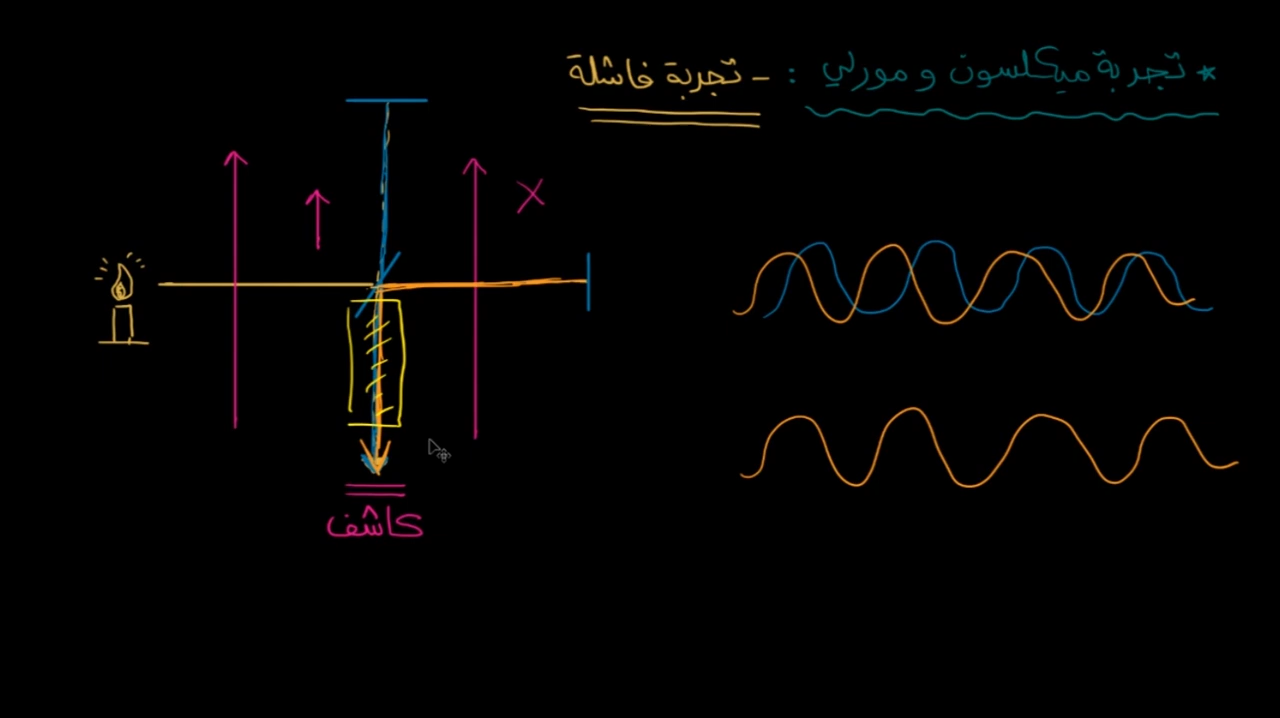 * تجربة ميكلسون و مورلي : - تجربة فاشلة
X
كاشف